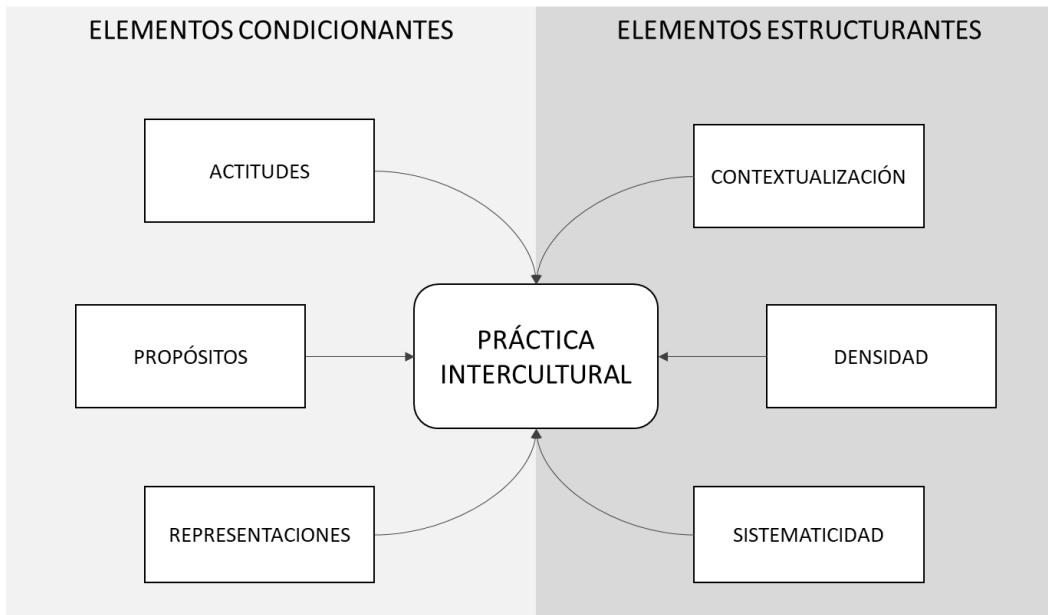 ELEMENTOS CONDICIONANTES
ELEMENTOS ESTRUCTURANTES
ACTITUDES
CONTEXTUALIZACIÓN
PROPÓSITOS
PRÁCTICA
INTERCULTURAL
DENSIDAD
REPRESENTACIONES
SISTEMATICIDAD